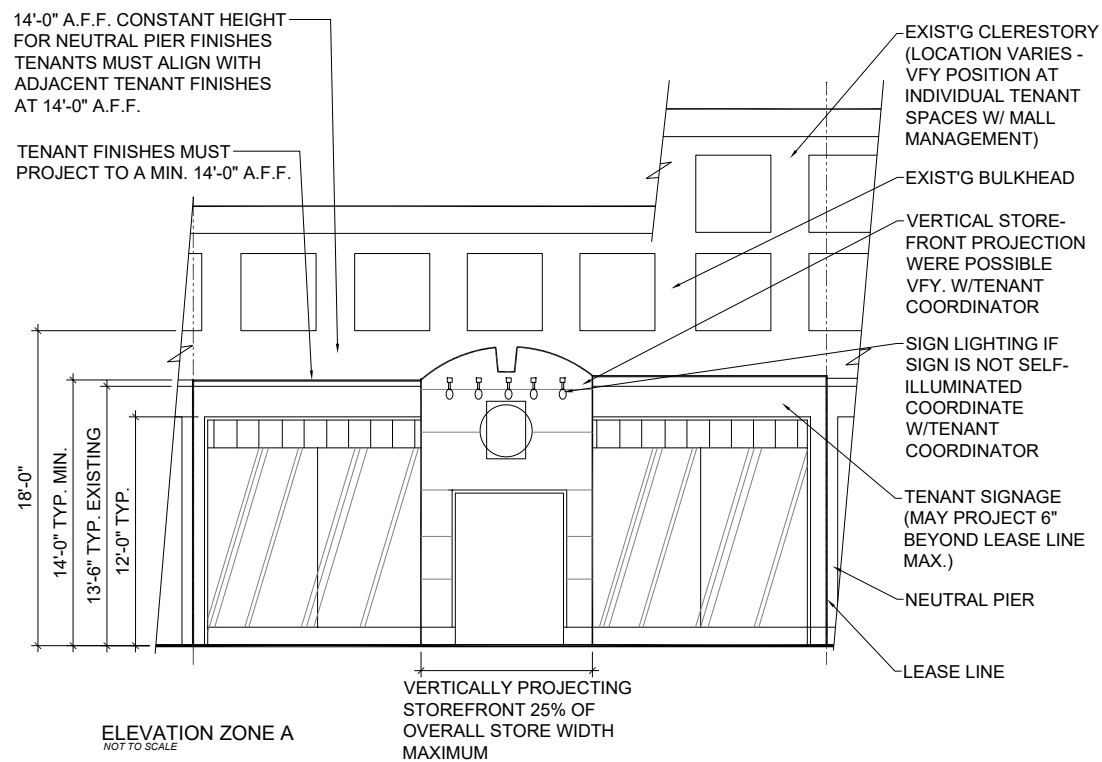 14'-0" A.F.F. CONSTANT HEIGHT
FOR NEUTRAL PIER FINISHES
TENANTS MUST ALIGN WITH
ADJACENT TENANT FINISHES
AT 14'-0" A.F.F.
TENANT FINISHES MUST
PROJECT TO A MIN. 14'-0" A.F.F.
EXIST'G CLERESTORY
(LOCATION VARIES -
VFY POSITION AT
INDIVIDUAL TENANT
SPACES W/ MALL
MANAGEMENT)
EXIST'G BULKHEAD
VERTICAL STORE-
FRONT PROJECTION
WERE POSSIBLE
VFY. W/TENANT
COORDINATOR
SIGN LIGHTING IF
SIGN IS NOT SELF-
ILLUMINATED
COORDINATE
W/TENANT
COORDINATOR
TENANT SIGNAGE
(MAY PROJECT 6"
BEYOND LEASE LINE
MAX.)
NEUTRAL PIER
LEASE LINE
18'-0"
14'-0" TYP. MIN.
13'-6" TYP. EXISTING
12'-0" TYP.
VERTICALLY PROJECTING
STOREFRONT 25% OF
OVERALL STORE WIDTH
MAXIMUM
ELEVATION ZONE A
NOT TO SCALE